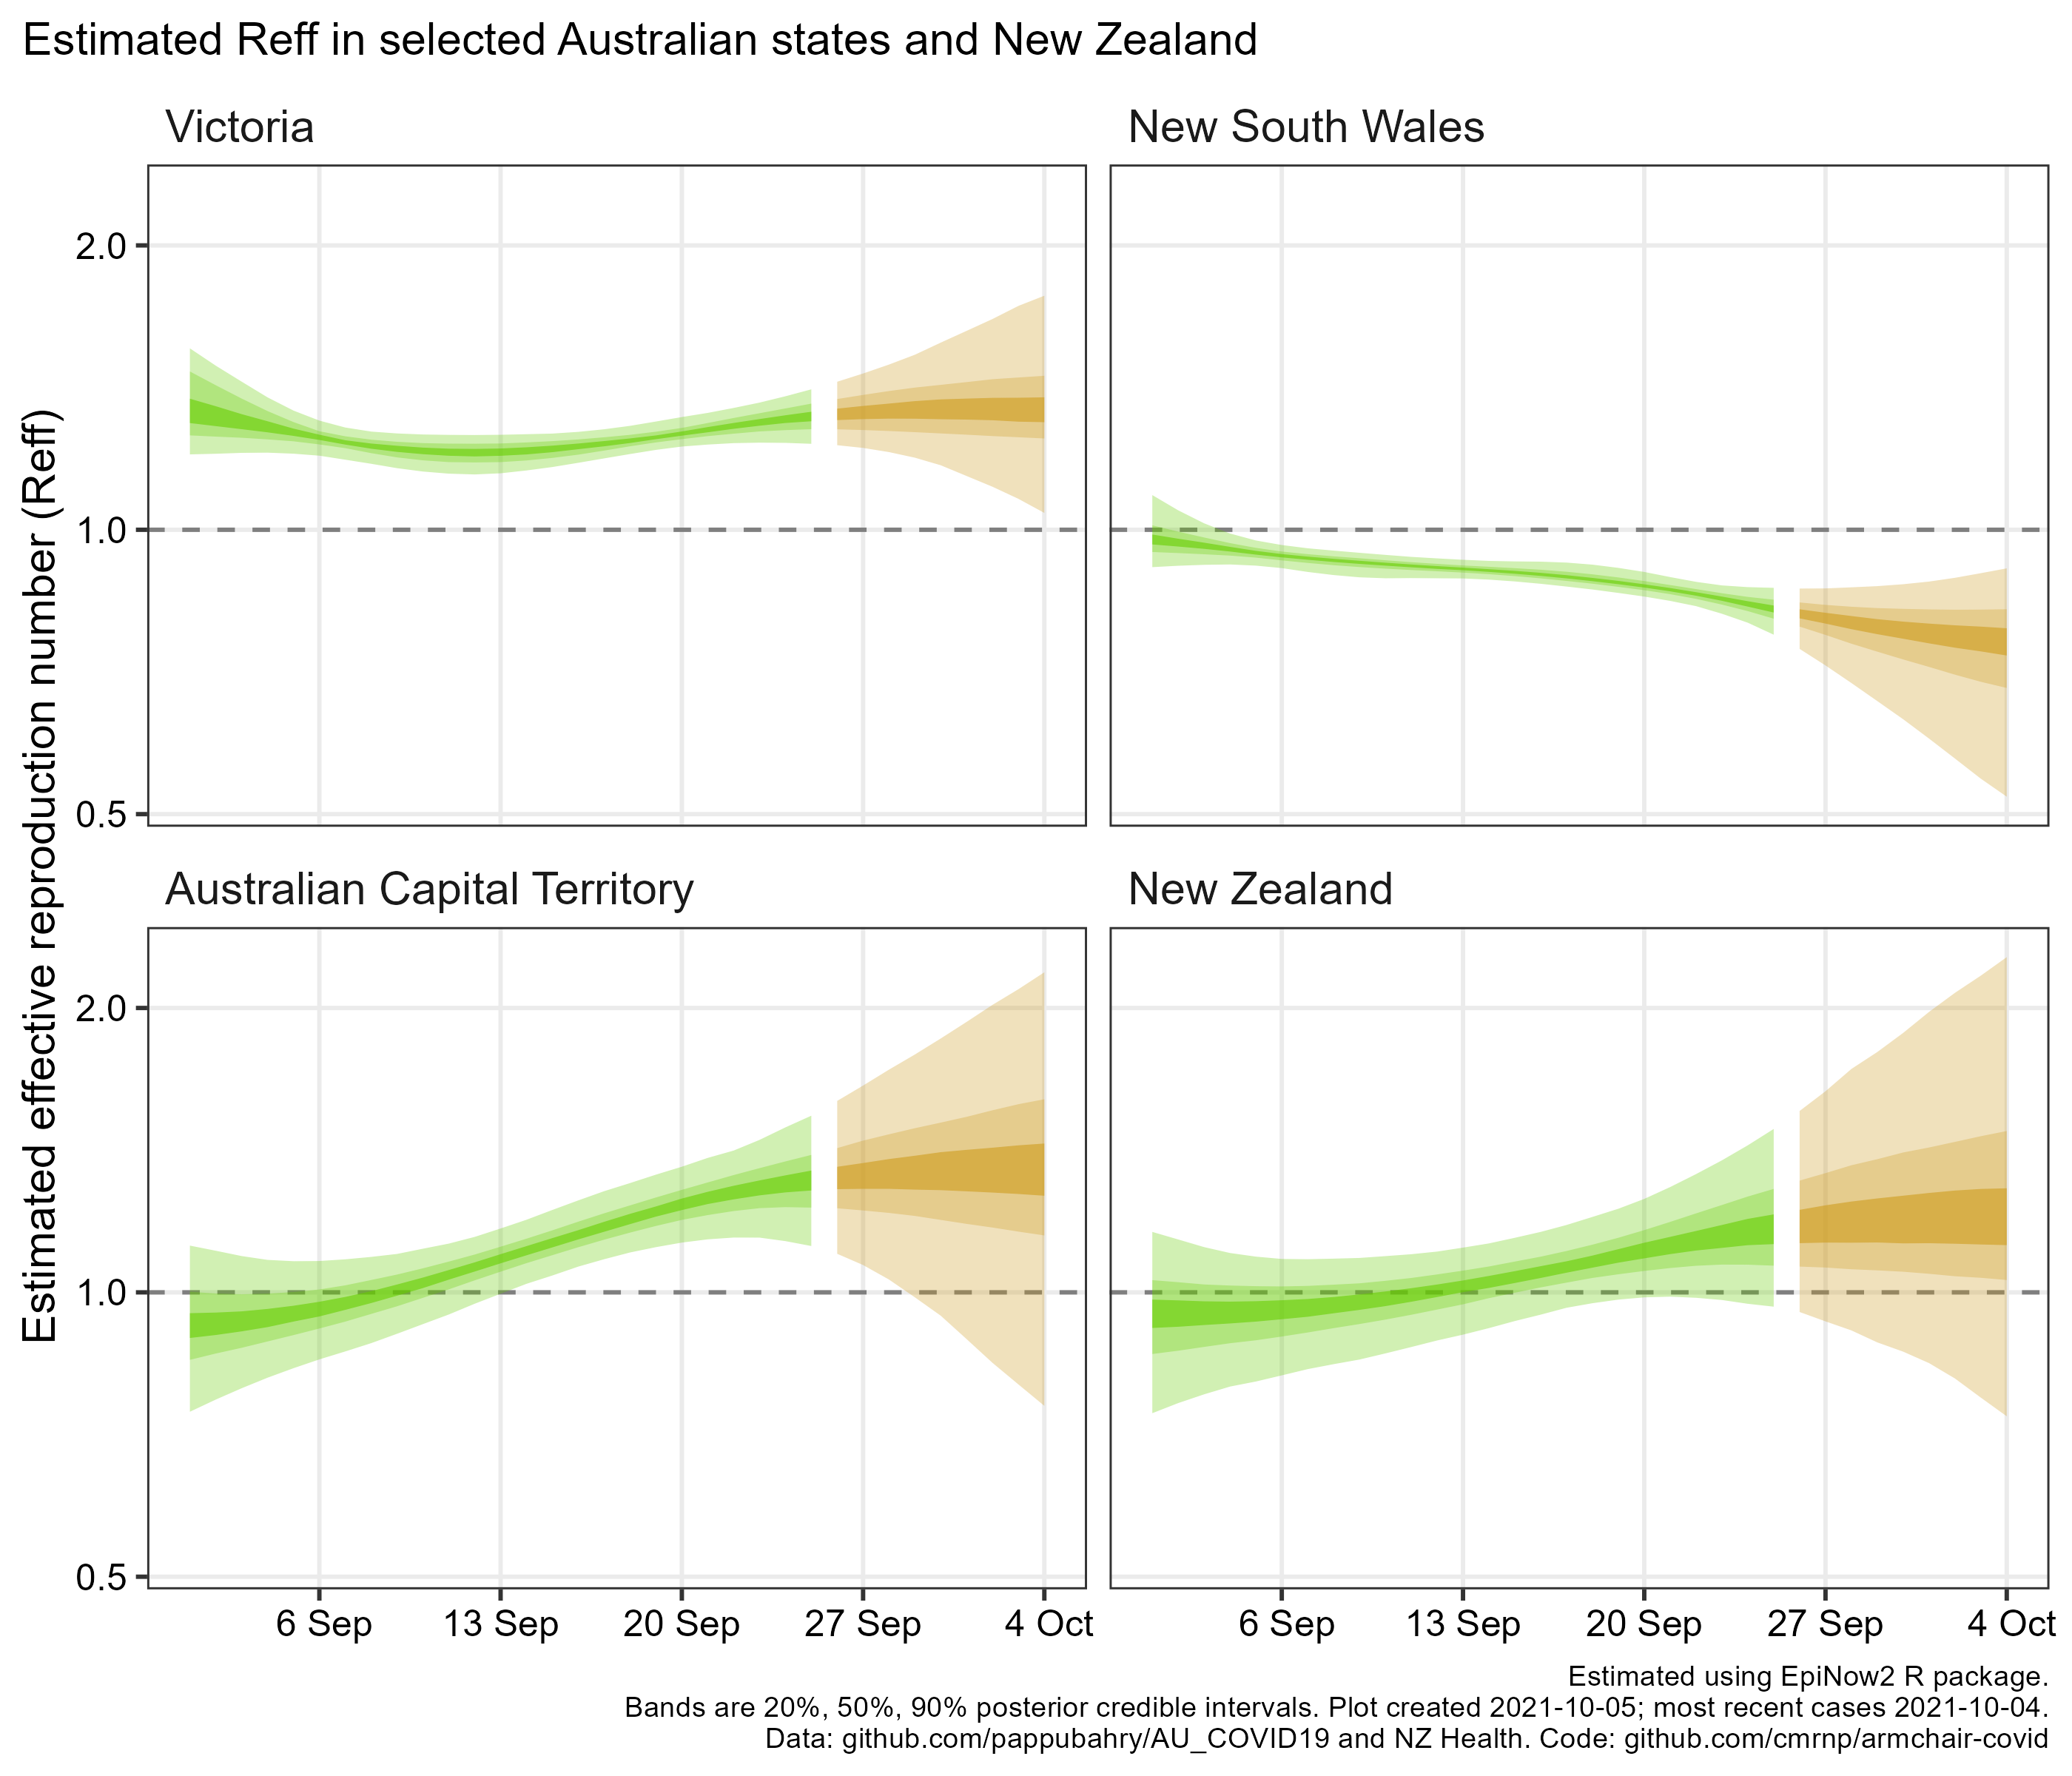 Estimated Reff in selected Australian states and New Zealand
Victoria
New South Wales
Estimated effective reproduction number (Reff)
2.0
1.0
0.5
Australian Capital Territory
New Zealand
2.0
1.0
0.5
6 Sep 13 Sep 20 Sep 27 Sep 4 Oct
6 Sep 13 Sep 20 Sep 27 Sep 4 Oct
Estimated using EpiNow2 R package.
Bands are 20%, 50%, 90% posterior credible intervals. Plot created 2021-10-05; most recent cases 2021-10-04.
Data: github.com/pappubahry/AU_COVID19 and NZ Health. Code: github.com/cmrnp/armchair-covid